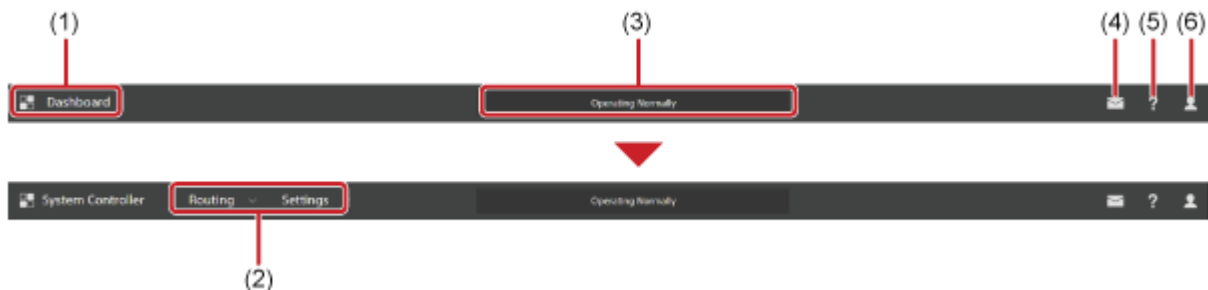 (1) (3) (4) (5) (6)
Dashboard Operating Normally ?
System Controller Routing Settings Operating Normally ?
(2)